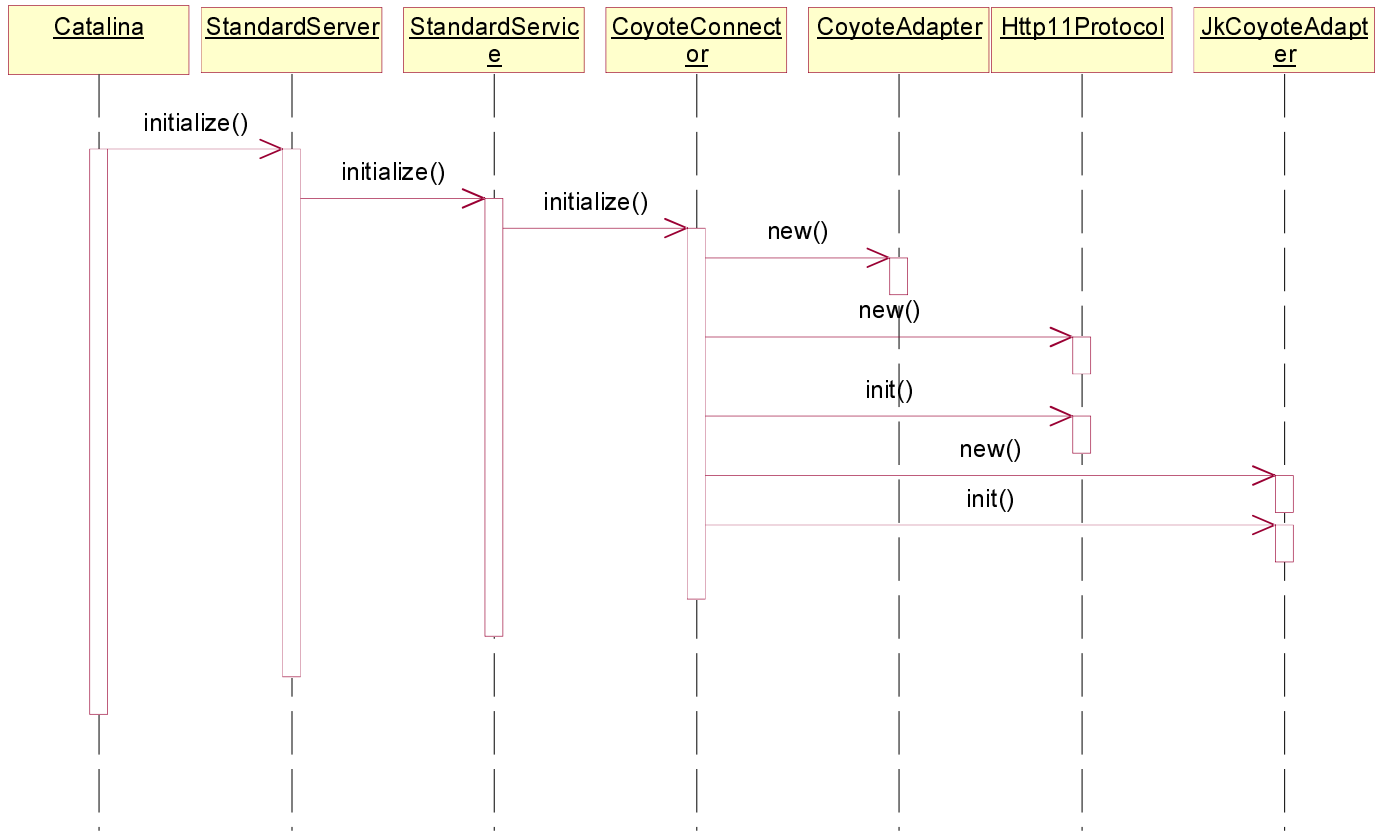 Catalina
StandardServer
StandardServic
e
CoyoteConnect
or
CoyoteAdapter
Http11Protocol
JkCoyoteAdapt
er
initialize()
initialize()
initialize()
new()
new()
init()
new()
init()